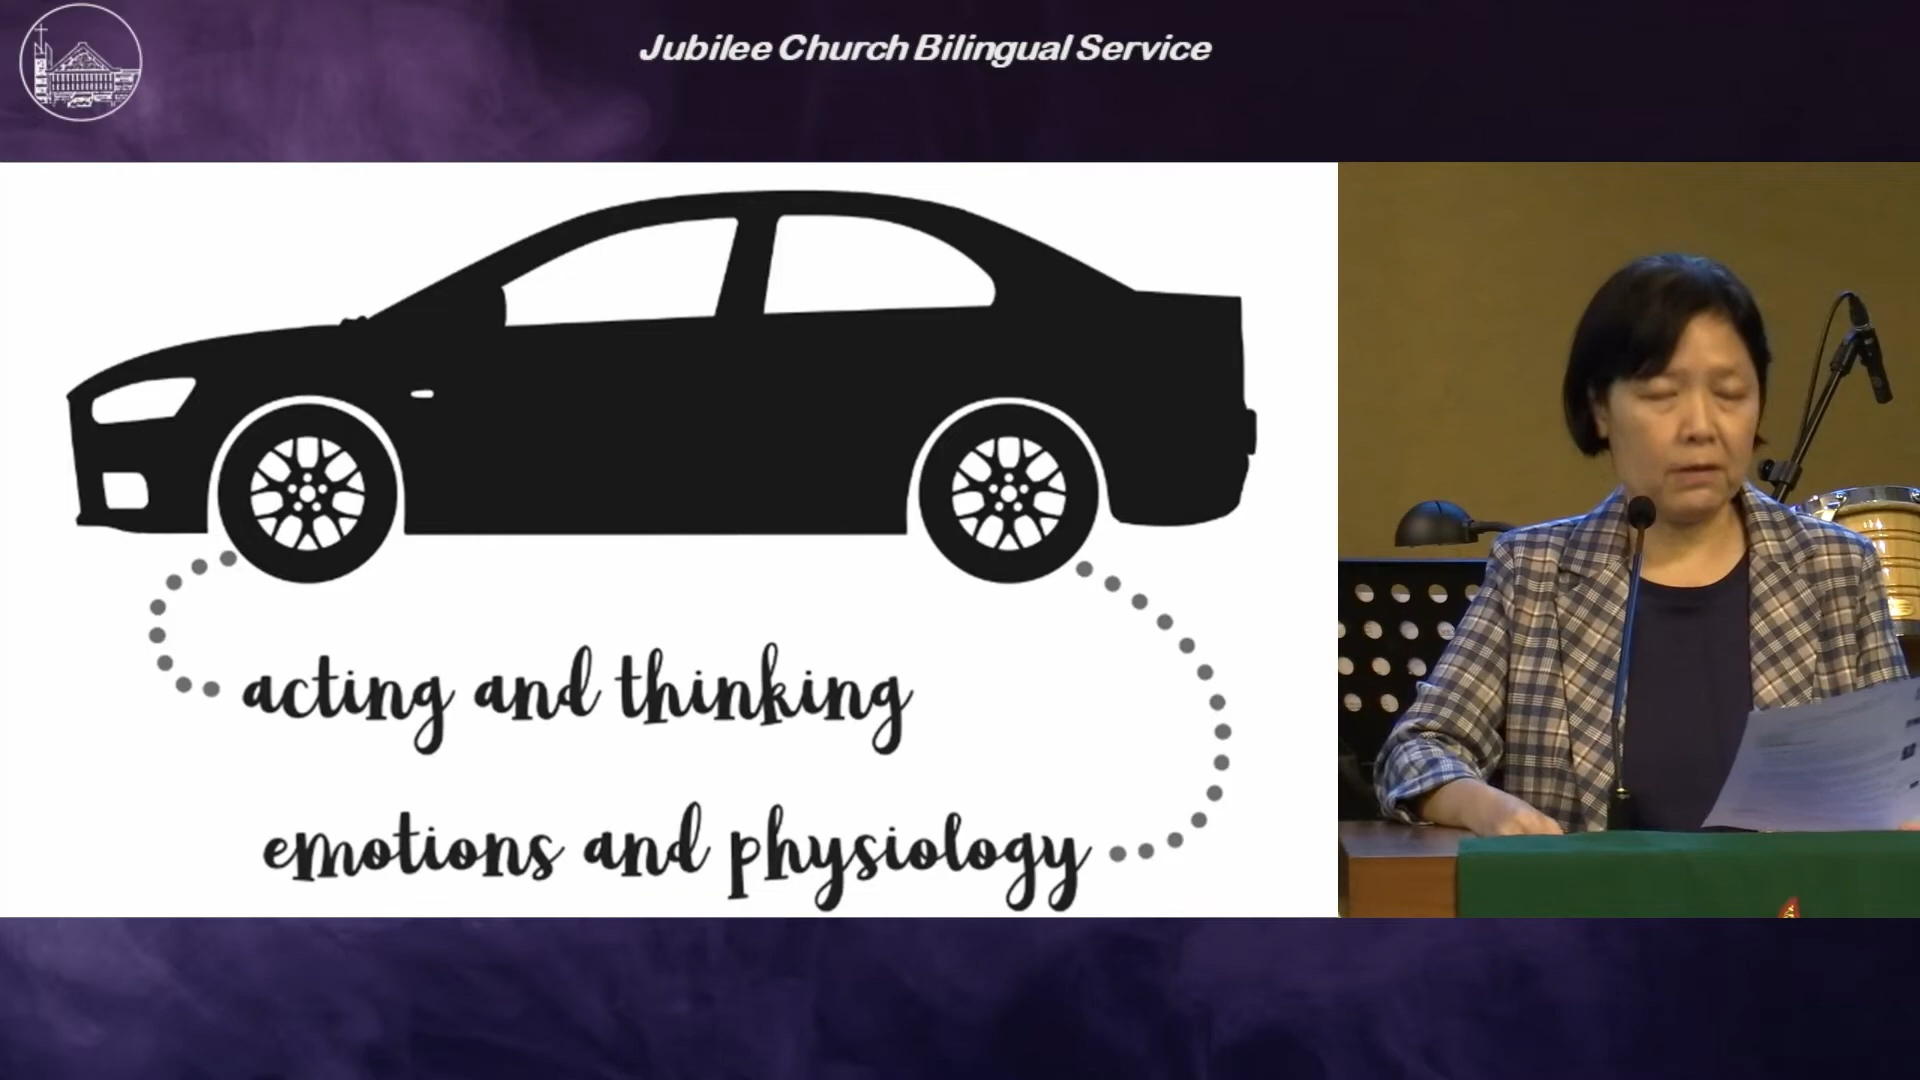 Jubilee Church Bilingual Service
acting and thinking
emotions and physiology